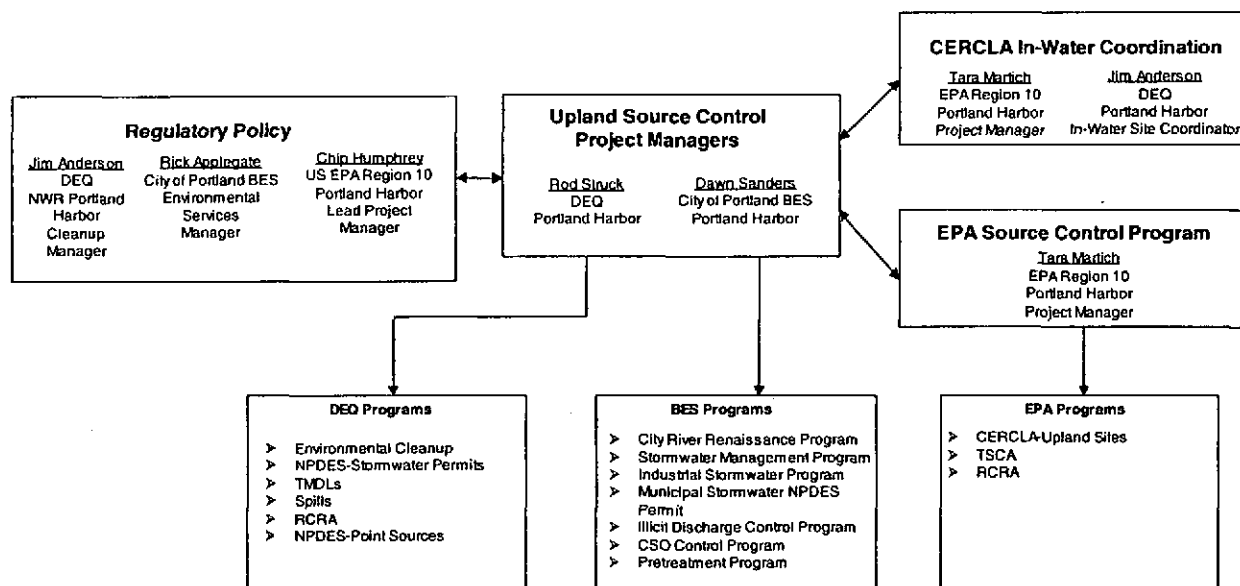 Regulatory Policy
Jim Anderson
DEQ
NWR Portland
Harbor
Cleanup
Manager
Rick Applegate
City of Portland BES
Environmental
Services
Manager
Chip Humphrey
US EPA Region 10
Portland Harbor
Lead Project
Manager
Upland Source Control
Project Managers
Rod Struck
DEQ
Portland Harbor
Dawn Sanders
City of Portland BES
Portland Harbor
CERCLA In-Water Coordination
Tara Martich
EPA Region 10
Portland Harbor
Project Manager
Jim Anderson
DEQ
Portland Harbor
In-Water Site Coordinator
EPA Source Control Program
Tara Martich
EPA Region 10
Portland Harbor
Project Manager
DEQ Programs
➢ Environmental Cleanup
➢ NPDES-Stormwater Permits
➢ TMDLs
➢ Spills
➢ RCRA
➢ NPDES-Point Sources
BES Programs
➢ City River Renaissance Program
➢ Stormwater Management Program
➢ Industrial Stormwater Program
➢ Municipal Stormwater NPDES
Permit
➢ Illicit Discharge Control Program
➢ CSO Control Program
➢ Pretreatment Program
EPA Programs
➢ CERCLA-Upland Sites
➢ TSCA
➢ RCRA